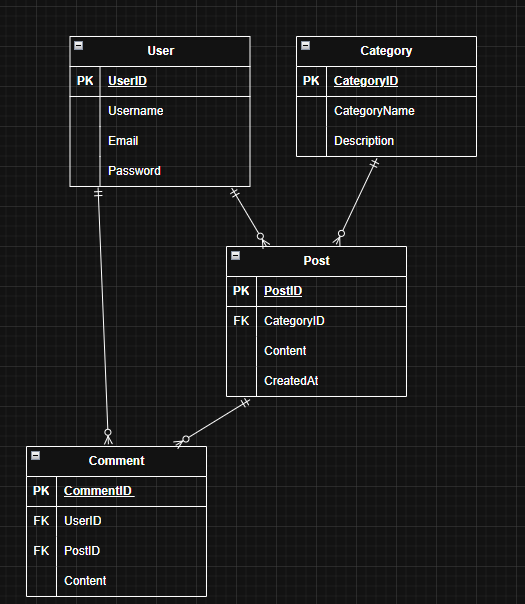 User
PK UserID
Username
Email
Password
Category
PK CategoryID
CategoryName
Description
Post
PK PostID
FK CategoryID
Content
CreatedAt
Comment
PK CommentID
FK UserID
FK PostID
Content